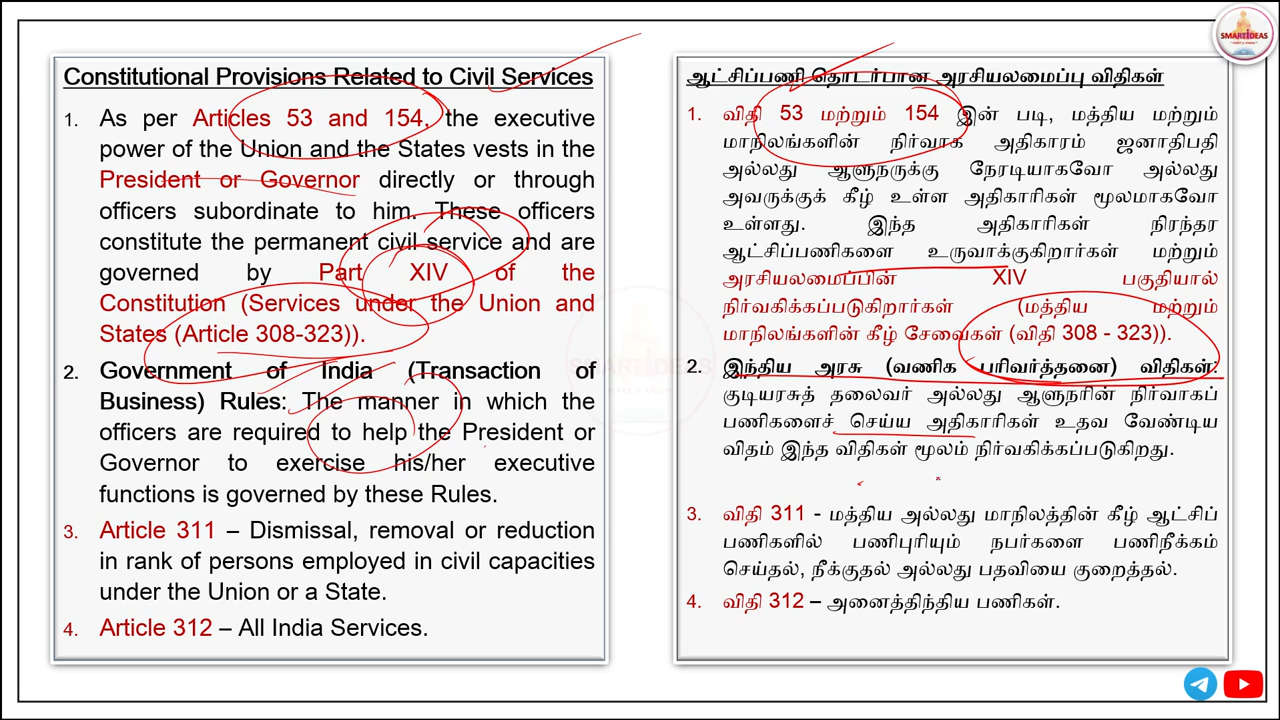 SMARTIDEAS
Constitutional Provisions Related to Civil Services
1. As per Articles 53 and 154, the executive
power of the Union and the States vests in the
President or Governor directly or through
officers subordinate to him. These officers
constitute the permanent civil service and are
governed by Part XIV of the
Constitution (Services under the Union and
States (Article 308-323)).
2. Government of India (Transaction of
Business) Rules: The manner in which the
officers are required to help the President or
Governor to exercise his/her executive
functions is governed by these Rules.
3. Article 311 – Dismissal, removal or reduction
in rank of persons employed in civil capacities
under the Union or a State.
4. Article 312 – All India Services.
ஆட்சிப்பணி தொடர்பான அரசியலமைப்பு விதிகள்
1. விதி 53 மற்றும் 154 இன் படி, மத்திய மற்றும்
மாநிலங்களின் நிர்வாக அதிகாரம் ஜனாதிபதி
அல்லது ஆளுநருக்கு நேரடியாகவோ அல்லது
அவருக்குக் கீழ் உள்ள அதிகாரிகள் மூலமாகவோ
உள்ளது. இந்த அதிகாரிகள் நிரந்தர
ஆட்சிப்பணிகளை உருவாக்குகிறார்கள் மற்றும்
அரசியலமைப்பின் XIV பகுதியால்
நிர்வகிக்கப்படுகிறார்கள் (மத்திய மற்றும்
மாநிலங்களின் கீழ் சேவைகள் (விதி 308 - 323)).
2. இந்திய அரசு (வணிக பரிவர்த்தனை) விதிகள்:
குடியரசுத் தலைவர் அல்லது ஆளுநரின் நிர்வாகப்
பணிகளைச் செய்ய அதிகாரிகள் உதவ வேண்டிய
விதம் இந்த விதிகள் மூலம் நிர்வகிக்கப்படுகிறது.
3. விதி 311 - மத்திய அல்லது மாநிலத்தின் கீழ் ஆட்சிப்
பணிகளில் பணிபுரியும் நபர்களை பணிநீக்கம்
செய்தல், நீக்குதல் அல்லது பதவியை குறைத்தல்.
4. விதி 312 – அனைத்திந்திய பணிகள்.
SMARTIDEAS